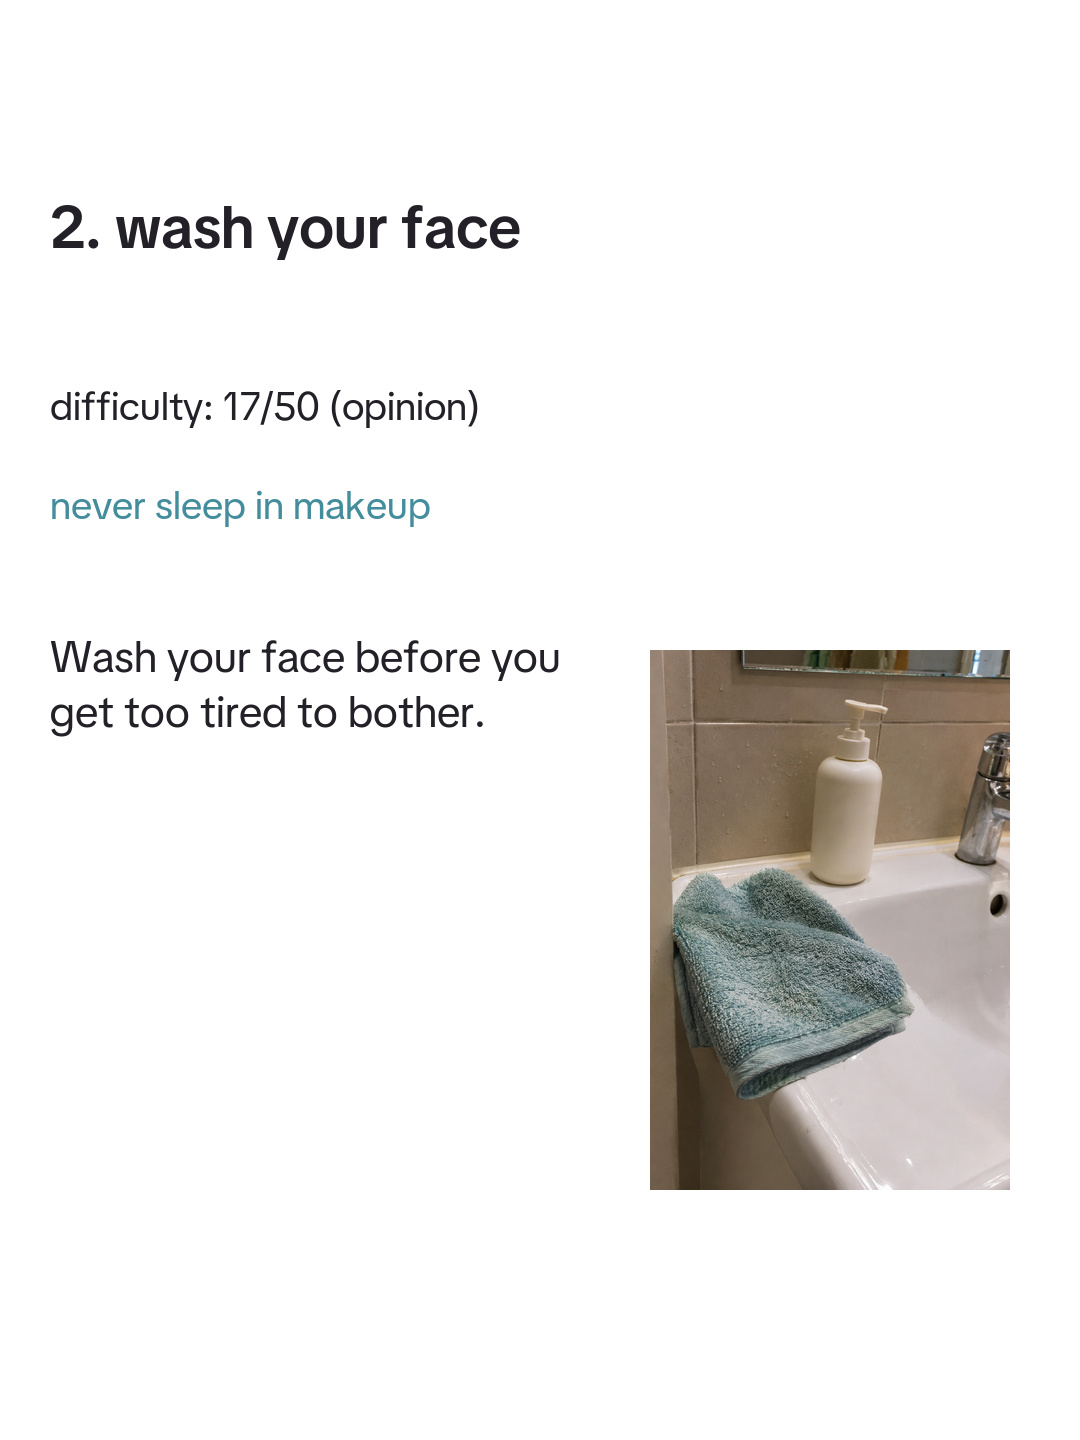 2. wash your face
difficulty: 17/50 (opinion)
never sleep in makeup
Wash your face before you
get too tired to bother.